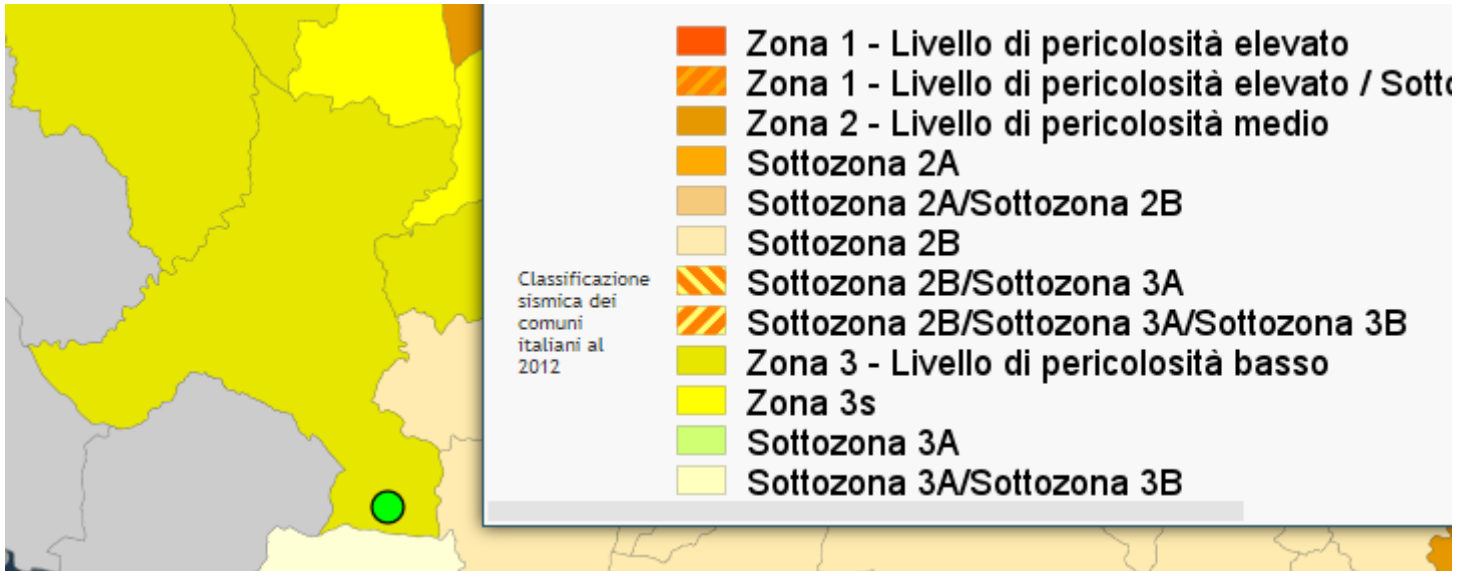 Zona 1 - Livello di pericolosità elevato
Zona 1 - Livello di pericolosità elevato /
Zona 2 - Livello di pericolosità medio
Sottozona 2A
Sottozona 2A/Sottozona 2B
Sottozona 2B
Sottozona 2B/Sottozona 3A
Sottozona 2B/Sottozona 3A/Sottozona 3B
Zona 3 - Livello di pericolosità basso
Zona 3s
Sottozona 3A
Sottozona 3A/Sottozona 3B
Classificazione
sismica dei
comuni
italiani al
2012